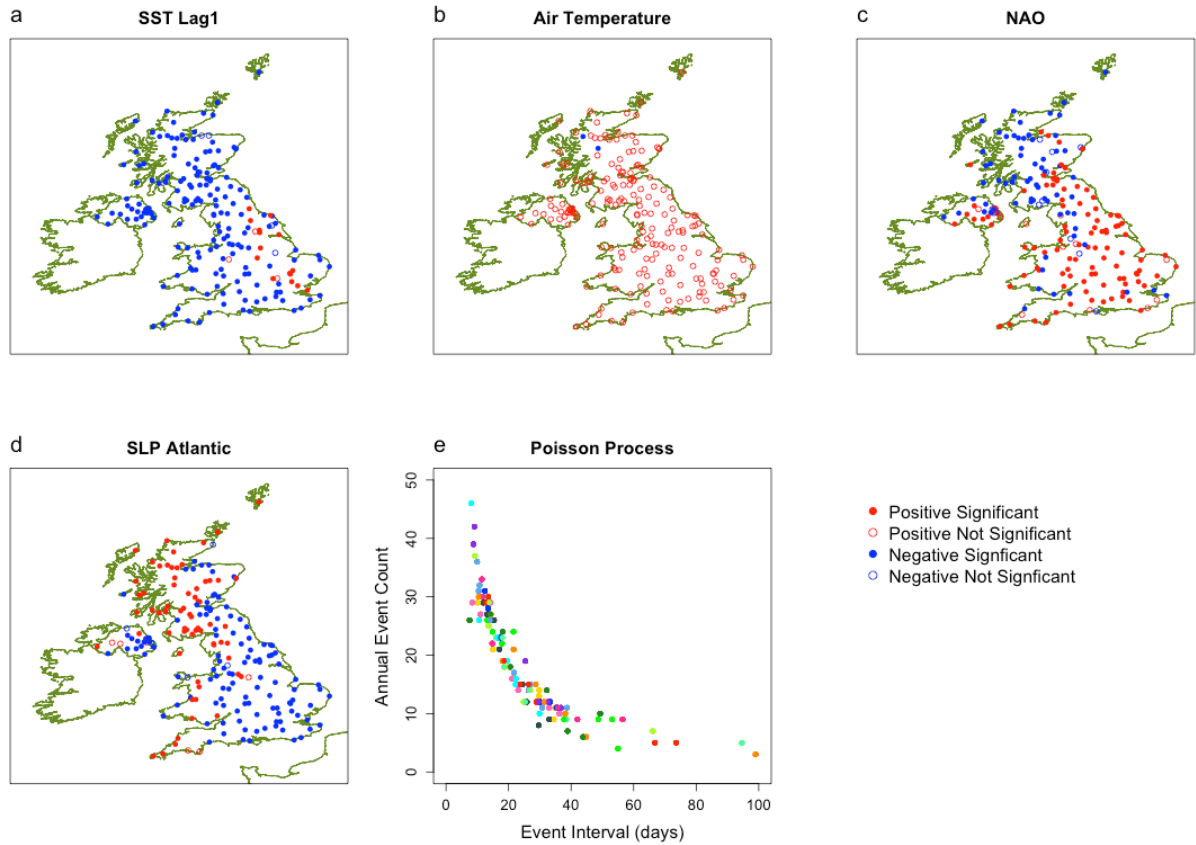 a
SST Lag1
b
Air Temperature
c
NAO
d
SLP Atlantic
e
Poisson Process
Annual Event Count
50
40
30
20
10
0
0 20 40 60 80 100
Event Interval (days)
Positive Significant
Positive Not Significant
Negative Signficant
Negative Not Signficant